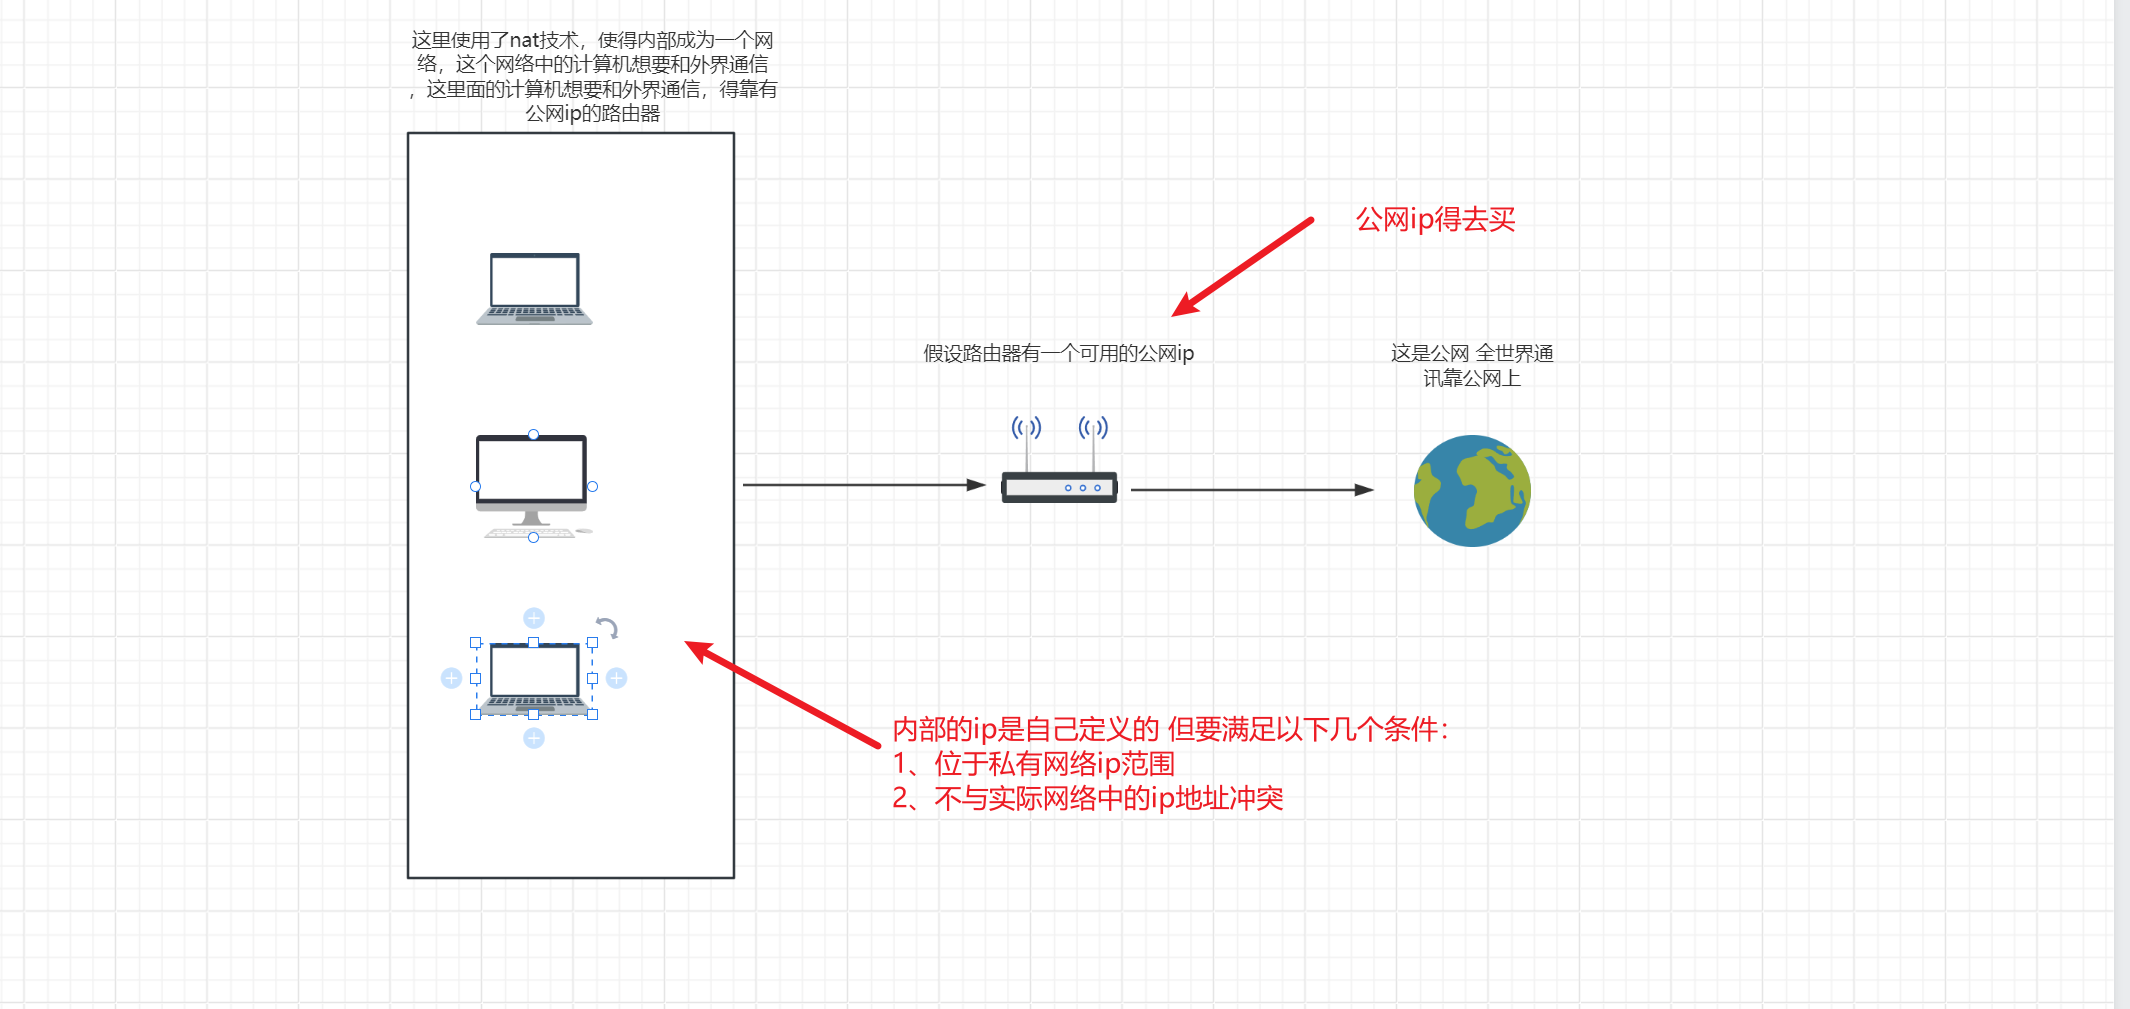 这里使用了nat技术，使得内部成为一个网
络，这个网络中的计算机想要和外界通信
，这里面的计算机想要和外界通信，得靠有
公网ip的路由器
公网ip得去买
假设路由器有一个可用的公网ip
这是公网 全世界通
讯靠公网上
内部的ip是自己定义的 但要满足以下几个条件：
1、位于私有网络ip范围
2、不与实际网络中的ip地址冲突